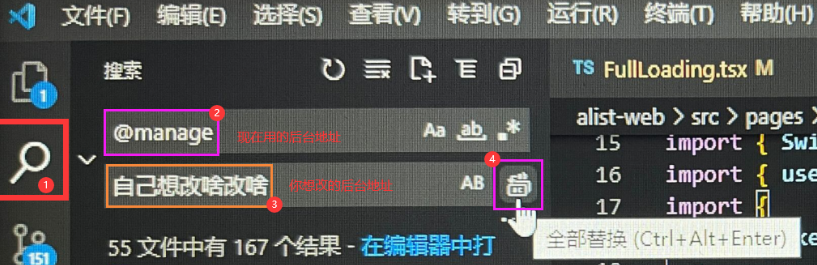 文件(F) 编辑(E) 选择(S) 查看(V) 转到(G) 运行(R) 终端(T) 帮助(H)
搜索
TS FullLoading.tsx M
1
@manage
2
现在用的后台地址
Aa ab .*
alist-web > src > pages >
1
自己想改啥改啥
3
你想改的后台地址
AB
4
15 import { Swi
16 import { use
17 import {
全部替换 (Ctrl+Alt+Enter)
55 文件中有 167 个结果 - 在编辑器中打
151